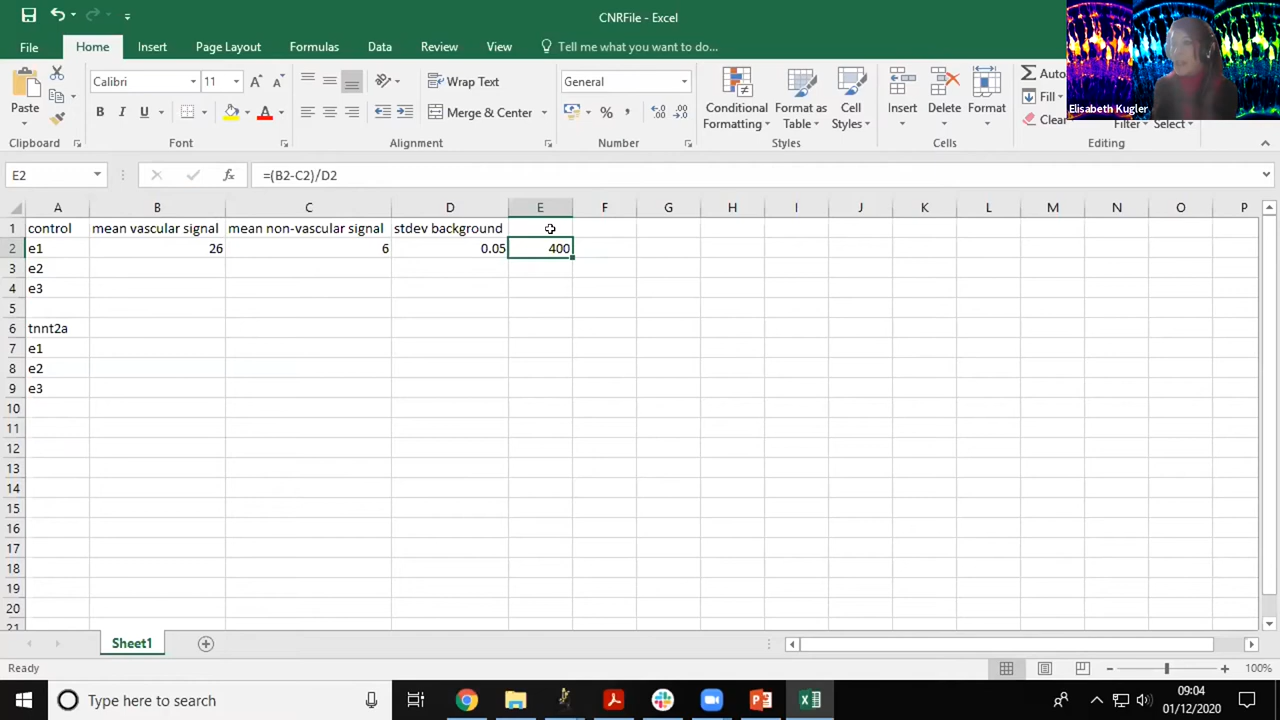 CNRFile - Excel
File Home Insert Page Layout Formulas Data Review View Tell me what you want to do...
Elisabeth Kugler
Paste
Calibri 11
B I U
Wrap Text
Merge & Center
General
Conditional Formatting
Format as Table
Cell Styles
Insert
Delete
Format
Auto
Fill
Clear
Filter
Select
Clipboard Font Alignment Number Styles Cells Editing
E2 fx =(B2-C2)/D2
A B C D E F G H I J K L M N O P
1 control mean vascular signal mean non-vascular signal stdev background
2 e1 26 6 0.05 400
3 e2
4 e3
5
6 tnnt2a
7 e1
8 e2
9 e3
10
11
12
13
14
15
16
17
18
19
20
21
Sheet1
Ready 100%
Type here to search
09:04
01/12/2020